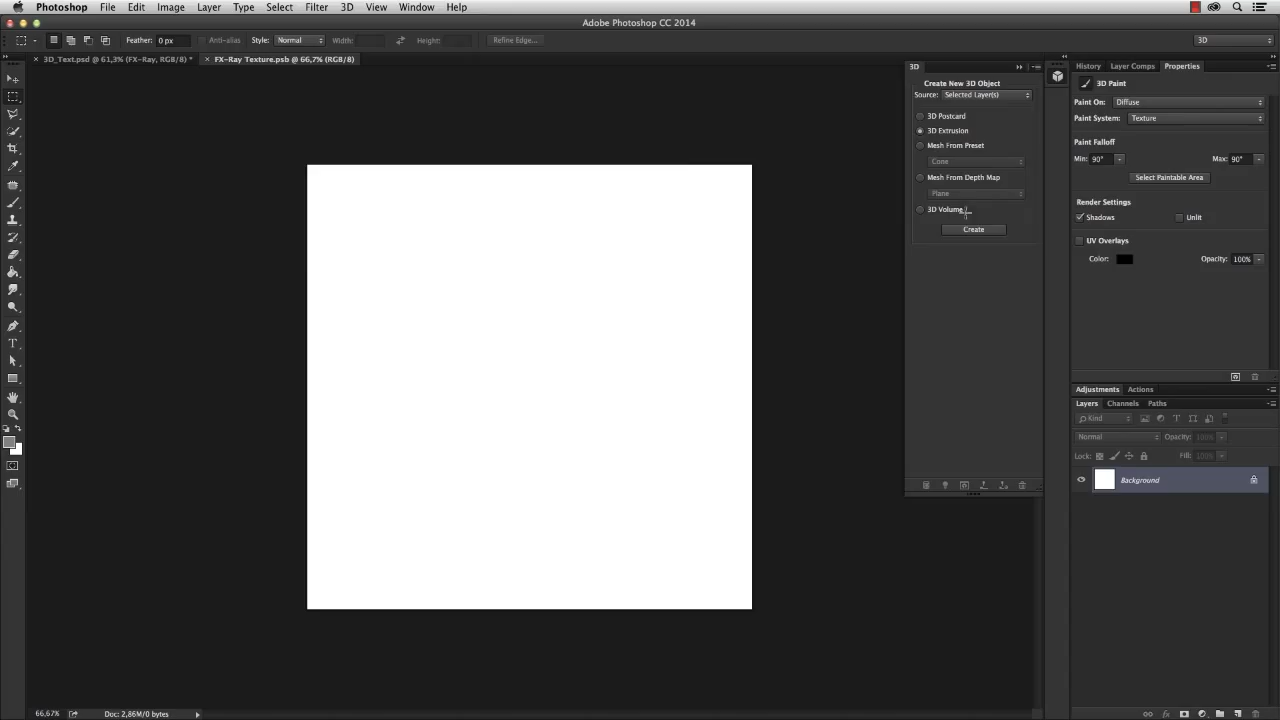 Photoshop File Edit Image Layer Type Select Filter 3D View Window Help
Adobe Photoshop CC 2014
Feather: 0 px Anti-alias Style: Normal Width: Height: Refine Edge... 3D
3D_Text.psd @ 61,3% (FX-Ray, RGB/8) * × FX-Ray Texture.psb @ 66,7% (RGB/8)
3D
Create New 3D Object
Source: Selected Layer(s)
3D Postcard
3D Extrusion
Mesh From Preset
Cone
Mesh From Depth Map
Plane
3D Volume
Create
History Layer Comps Properties
3D Paint
Paint On: Diffuse
Paint System: Texture
Paint Falloff
Min: 90° Max: 90°
Select Paintable Area
Render Settings
Shadows Unlit
UV Overlays
Color: Opacity: 100%
Adjustments Actions
Layers Channels Paths
Kind
Normal Opacity: 100%
Lock: Fill: 100%
Background
66,67% Doc: 2,86M/0 bytes